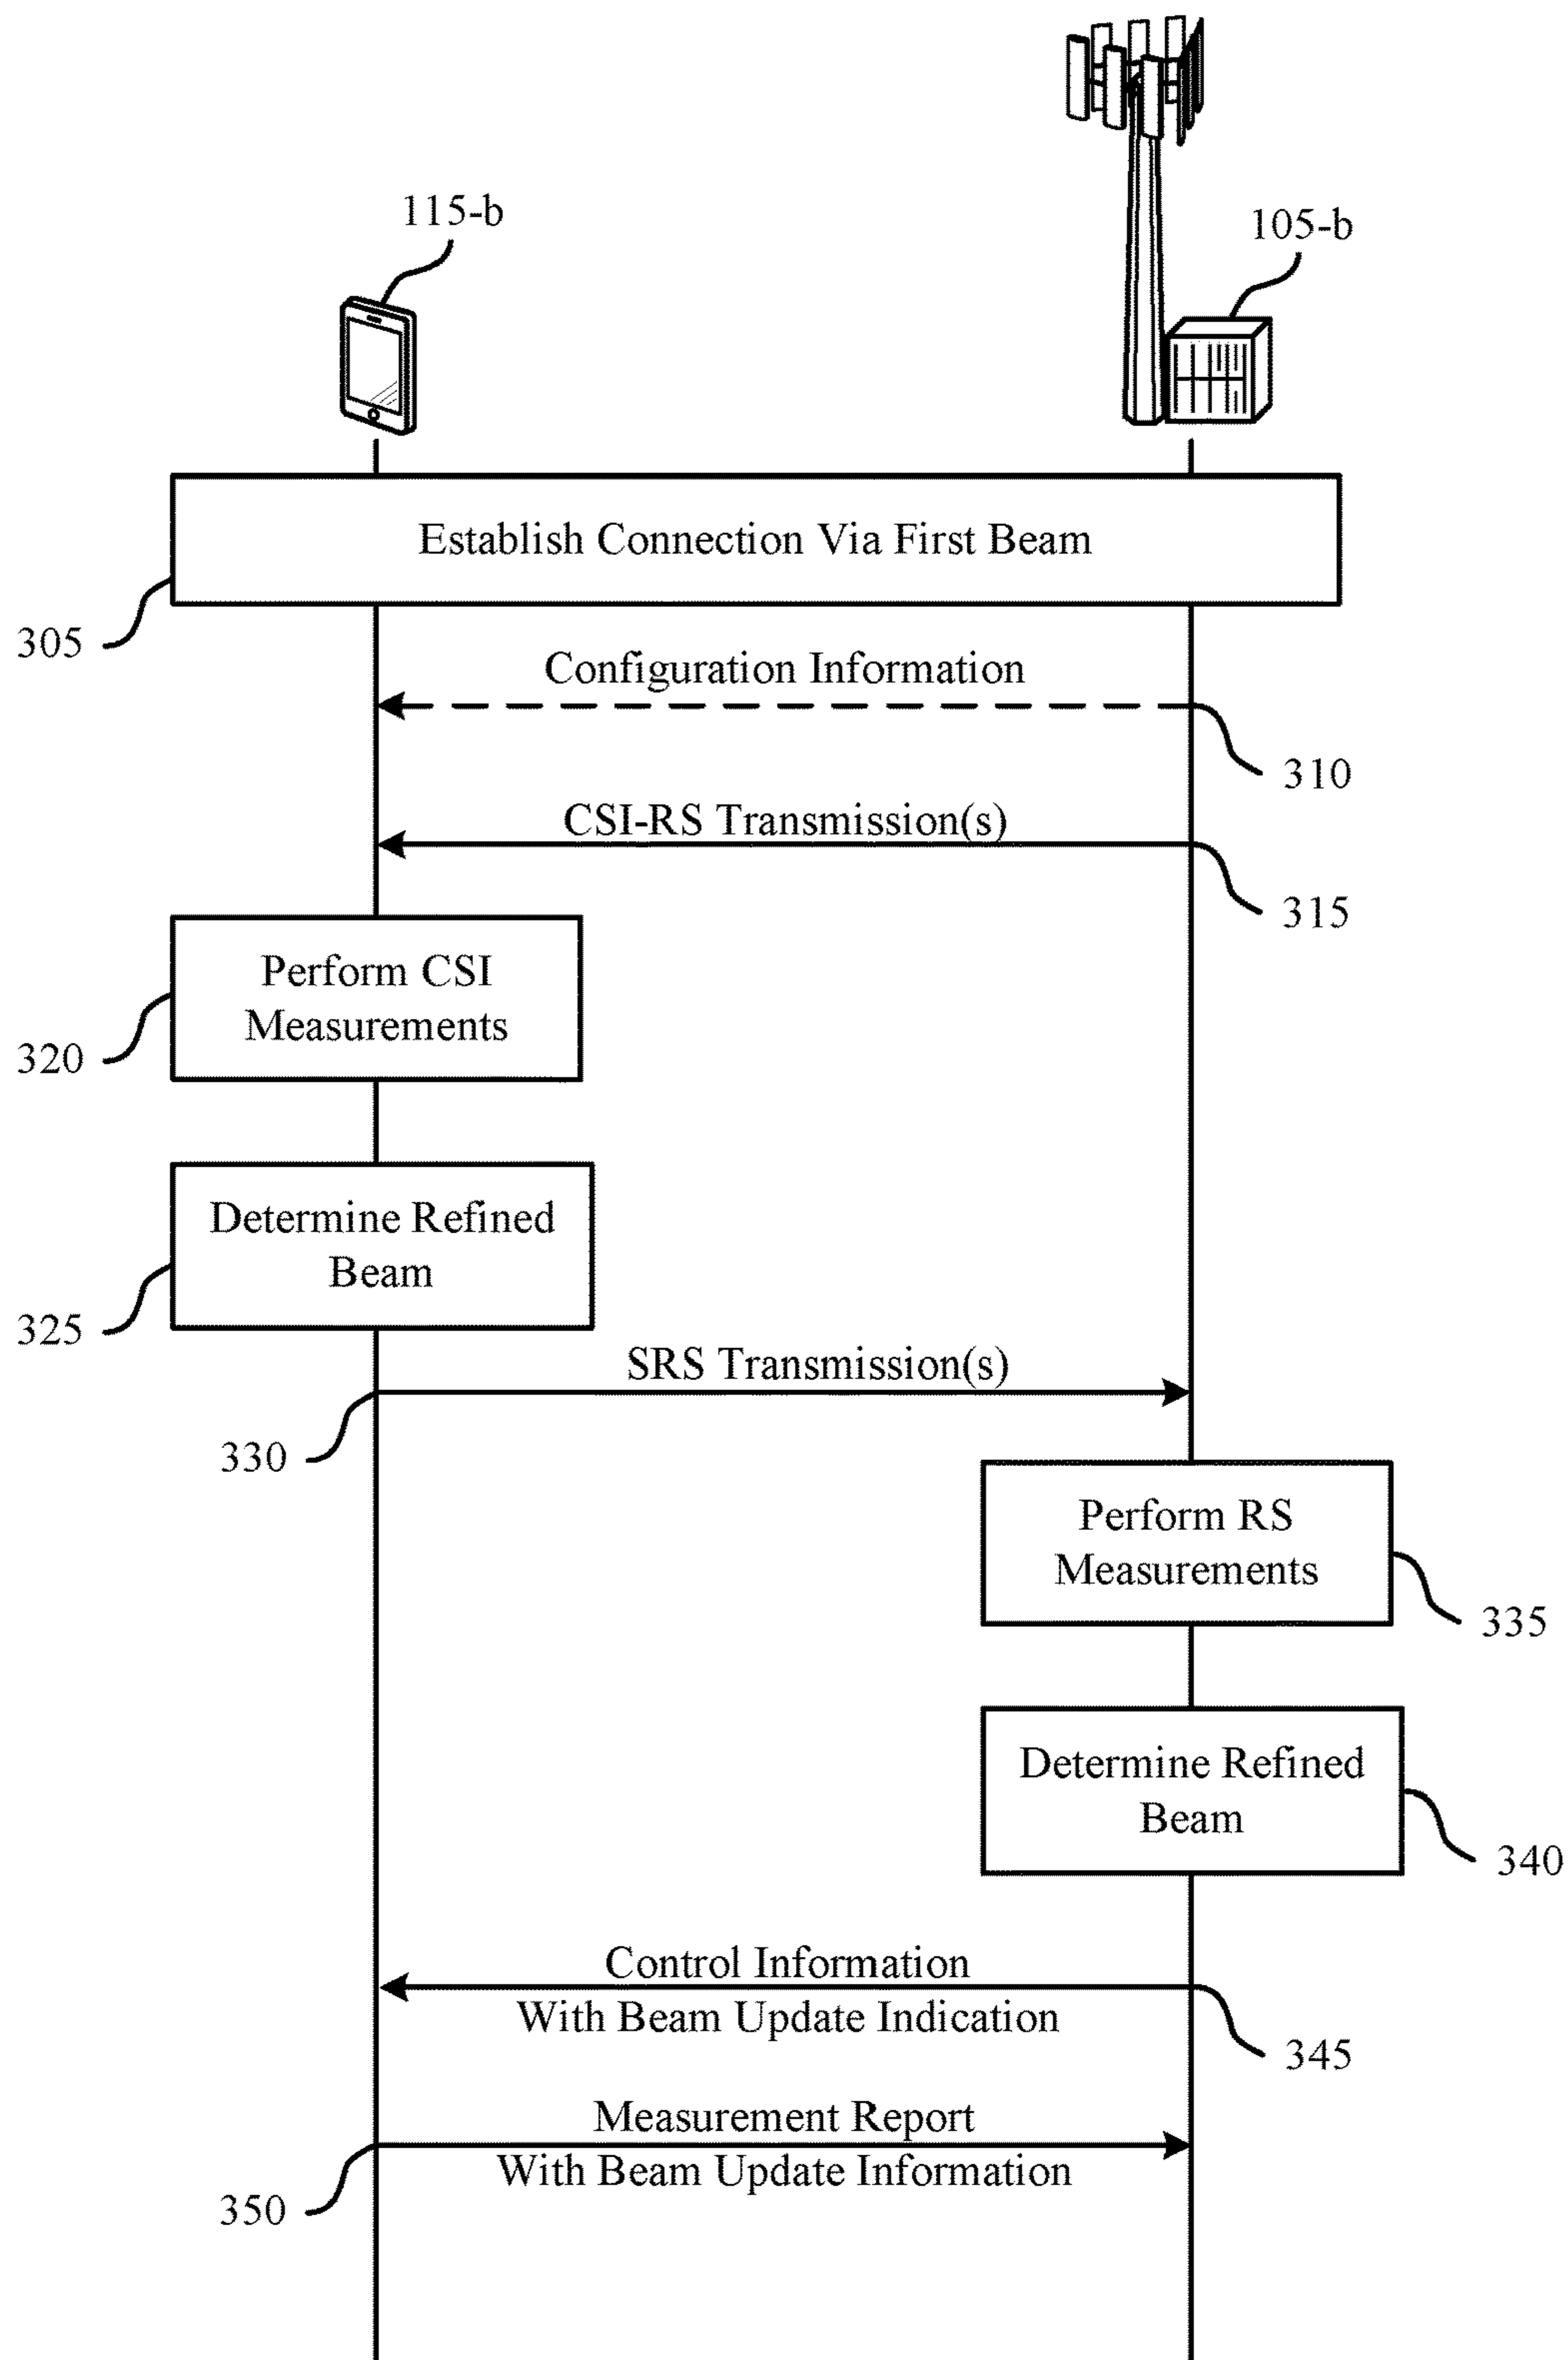 115-b
105-b
Establish Connection Via First Beam
305
Configuration Information
310
CSI-RS Transmission(s)
315
Perform CSI
Measurements
320
Determine Refined
Beam
325
SRS Transmission(s)
330
Perform RS
Measurements
335
Determine Refined
Beam
340
Control Information
With Beam Update Indication
345
Measurement Report
With Beam Update Information
350